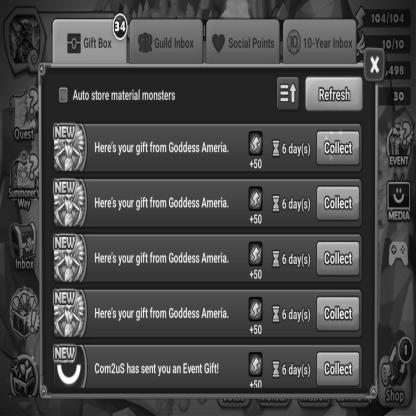 34
104/104
Gift Box
Guild Inbox
Social Points
10-Year Inbox
10/10
,498
X
30
Auto store material monsters
Refresh
Quest
NEW
Here's your gift from Goddess Ameria.
+50
6 day(s)
Collect
EVENT
Summoner's
Way
NEW
Here's your gift from Goddess Ameria.
+50
6 day(s)
Collect
MEDIA
Inbox
NEW
Here's your gift from Goddess Ameria.
+50
6 day(s)
Collect
NEW
Here's your gift from Goddess Ameria.
+50
6 day(s)
Collect
NEW
Com2uS has sent you an Event Gift!
+50
6 day(s)
Collect
1
Shop